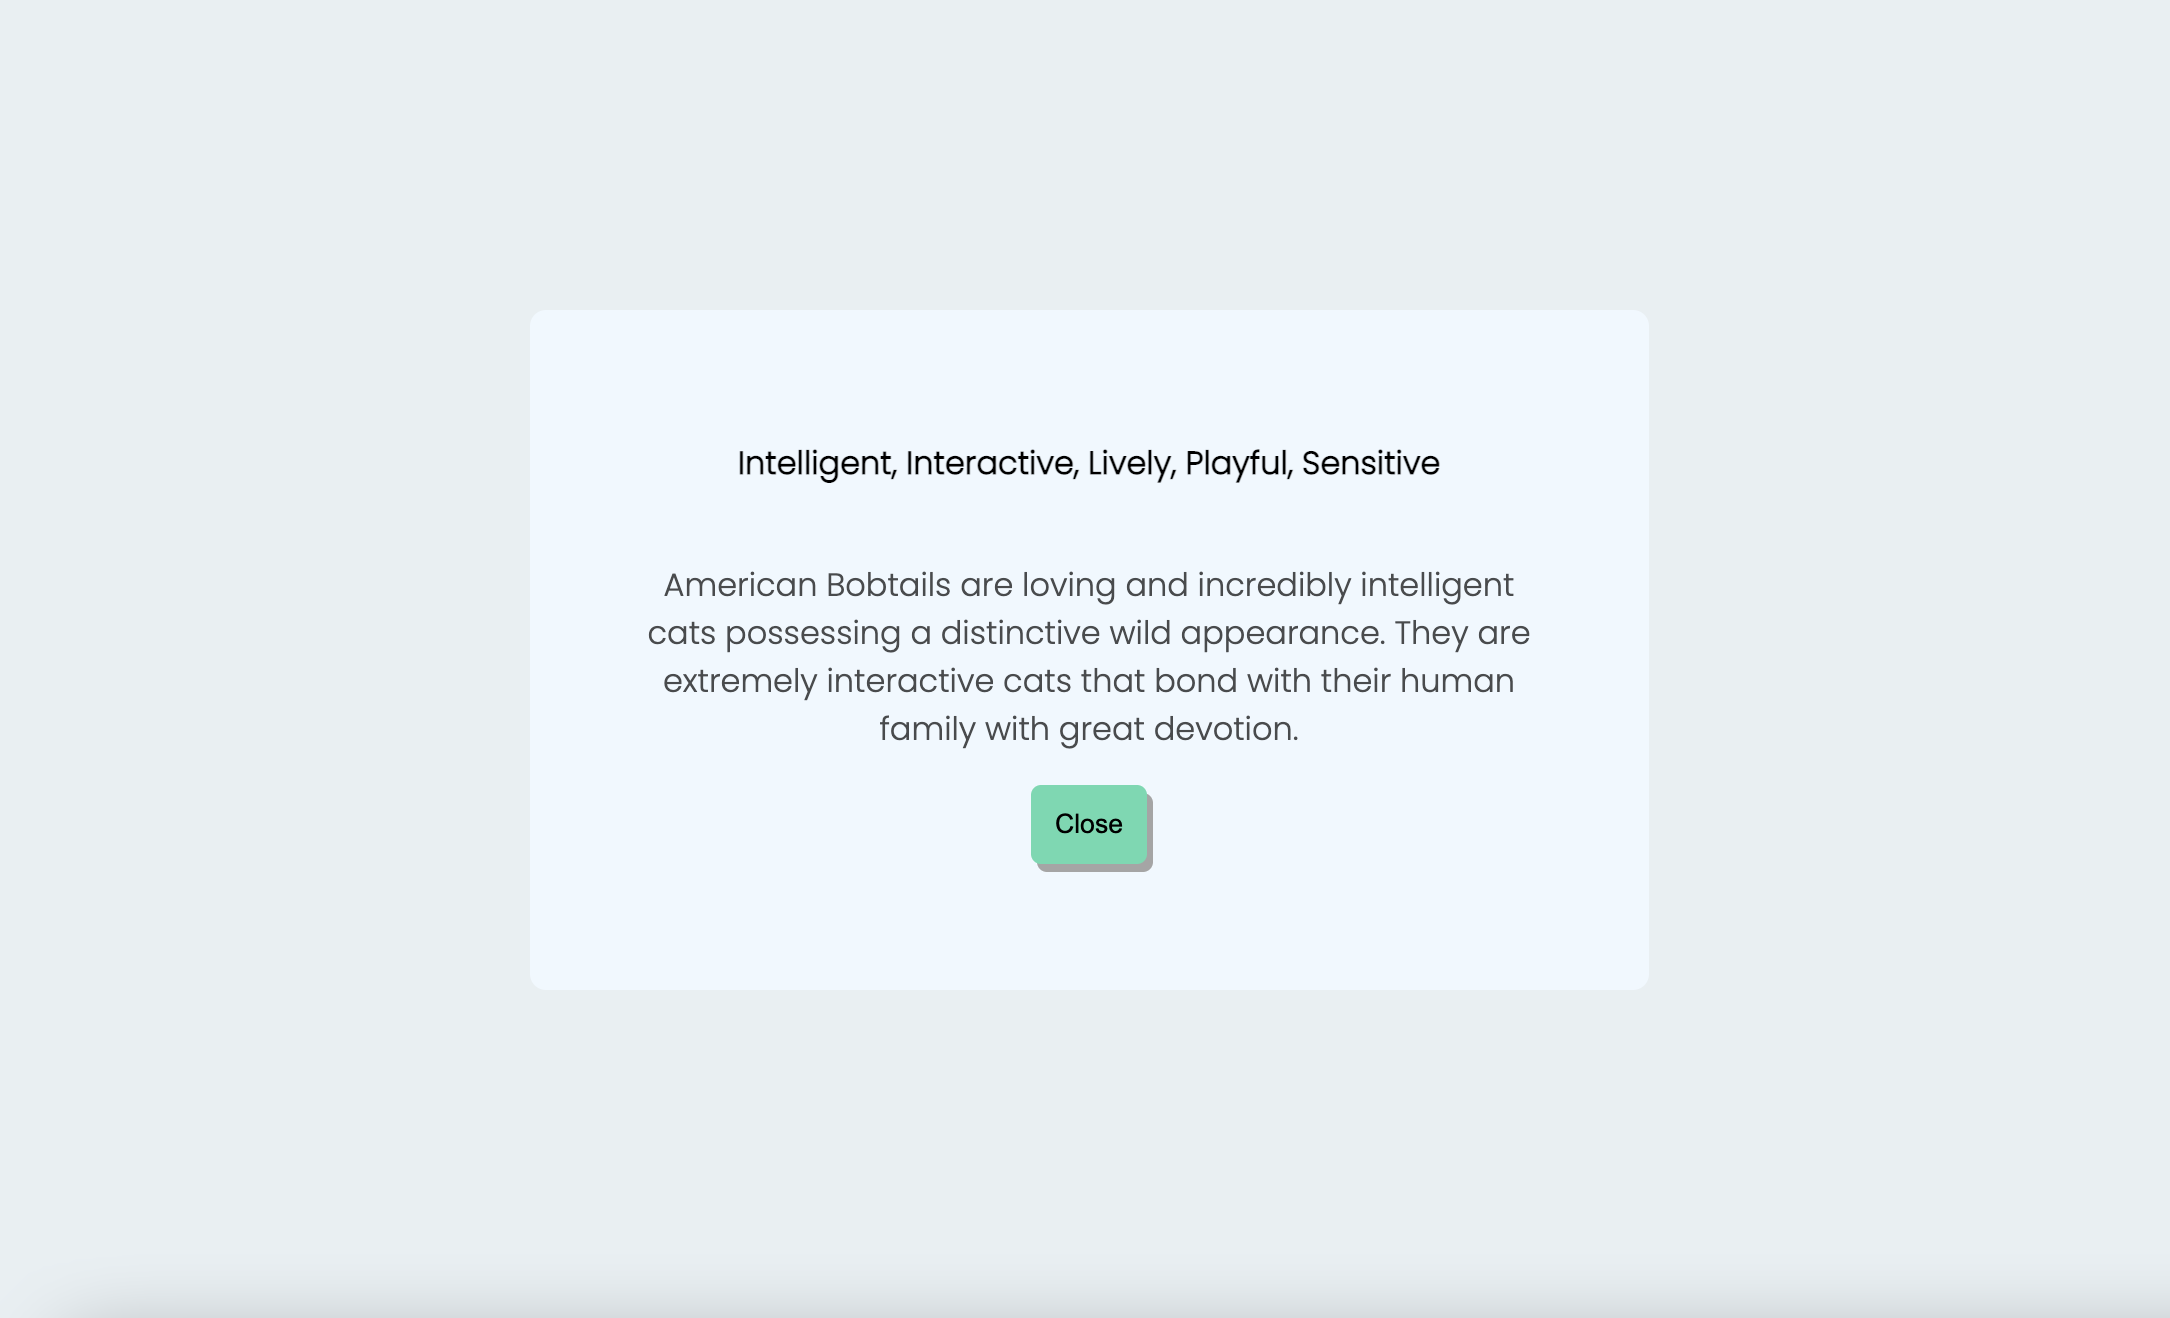 Intelligent, Interactive, Lively, Playful, Sensitive
American Bobtails are loving and incredibly intelligent
cats possessing a distinctive wild appearance. They are
extremely interactive cats that bond with their human
family with great devotion.
Close